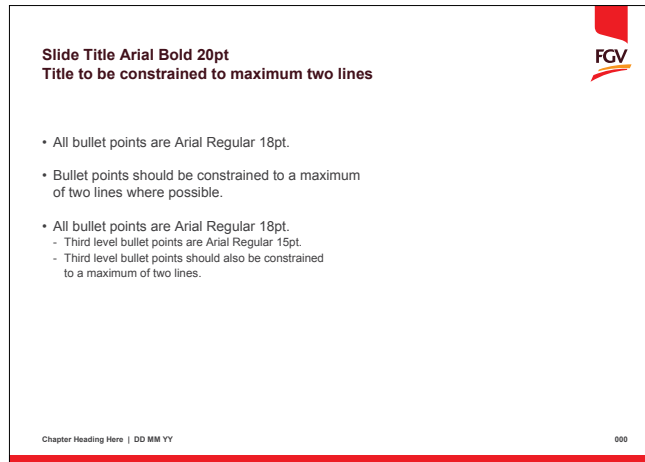 Slide Title Arial Bold 20pt
Title to be constrained to maximum two lines
FGV
• All bullet points are Arial Regular 18pt.
• Bullet points should be constrained to a maximum
of two lines where possible.
• All bullet points are Arial Regular 18pt.
- Third level bullet points are Arial Regular 15pt.
- Third level bullet points should also be constrained
to a maximum of two lines.
Chapter Heading Here | DD MM YY
000